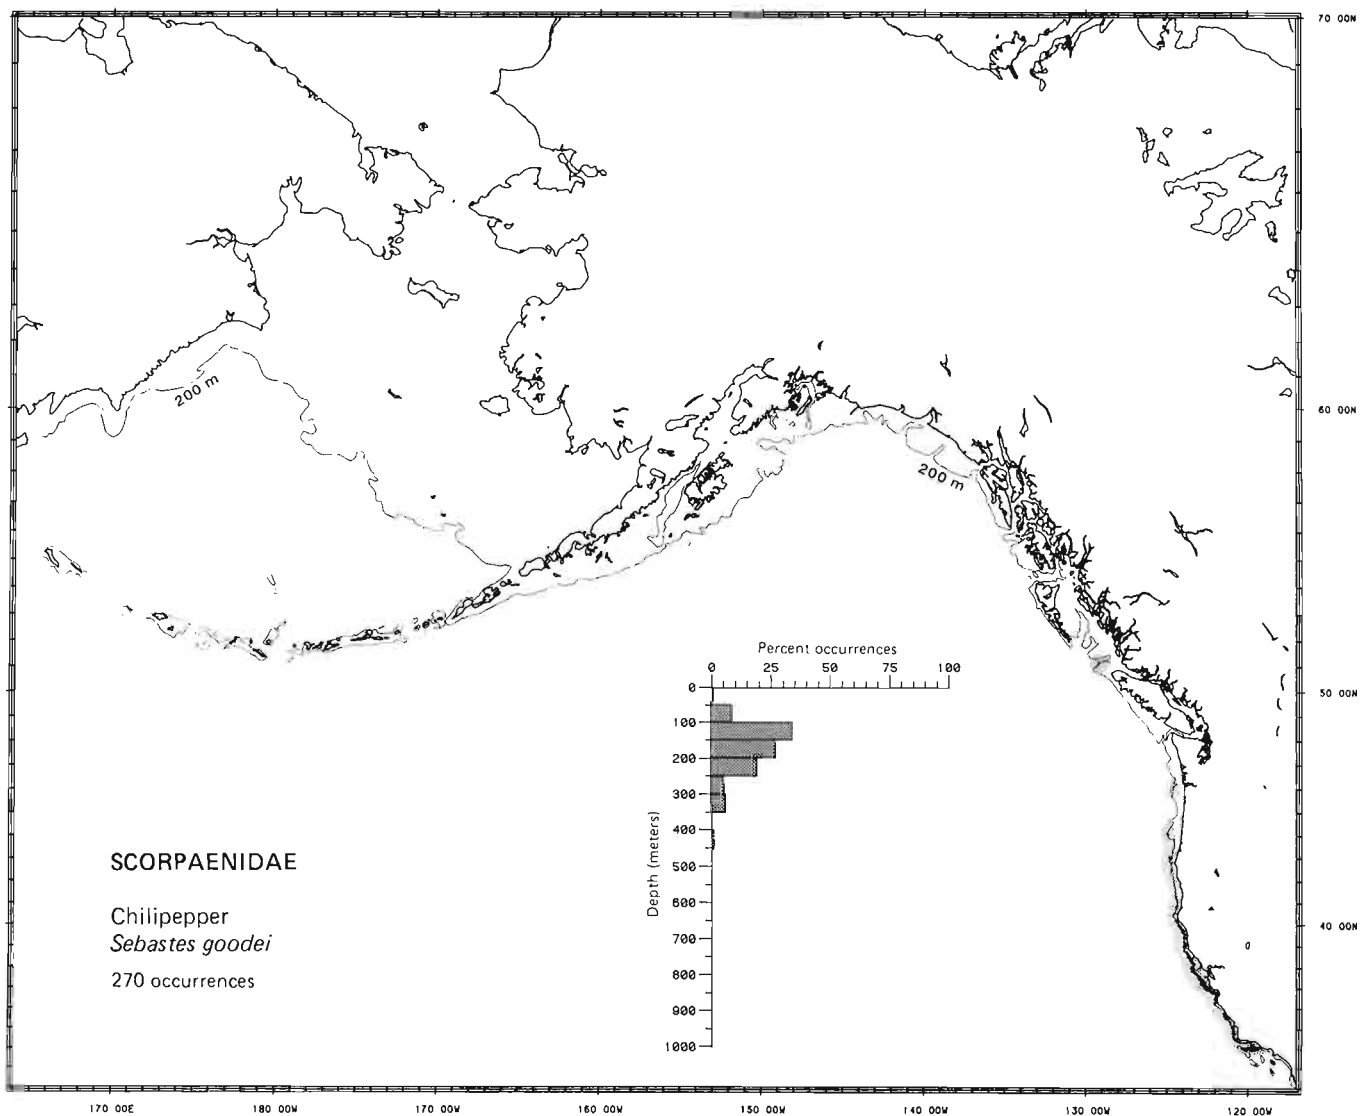 70 00N
200 m
60 00N
200 m
Percent occurrences
0 25 50 75 100
50 00N
Depth (meters)
0
100
200
300
400
500
600
700
800
900
1000
SCORPAENIDAE
Chilipepper
Sebastes goodei
270 occurrences
40 00N
170 00E 180 00W 170 00W 160 00W 150 00W 140 00W 130 00W 120 00W